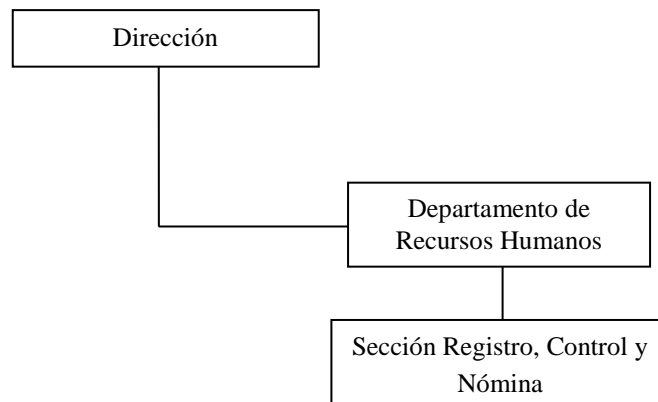 Dirección
Departamento de
Recursos Humanos
Sección Registro, Control y
Nómina